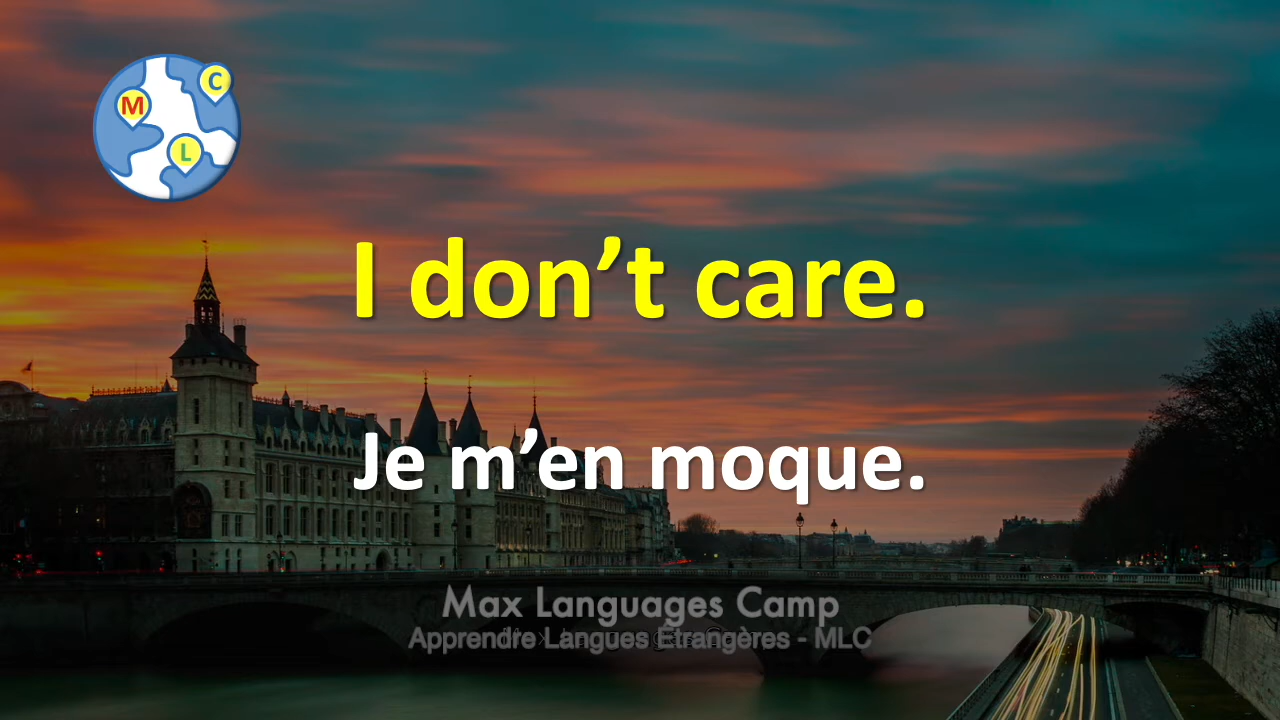 M
C
L
I don’t care.
Je m’en moque.
Max Languages Camp
Apprendre Langues Étrangères - MLC